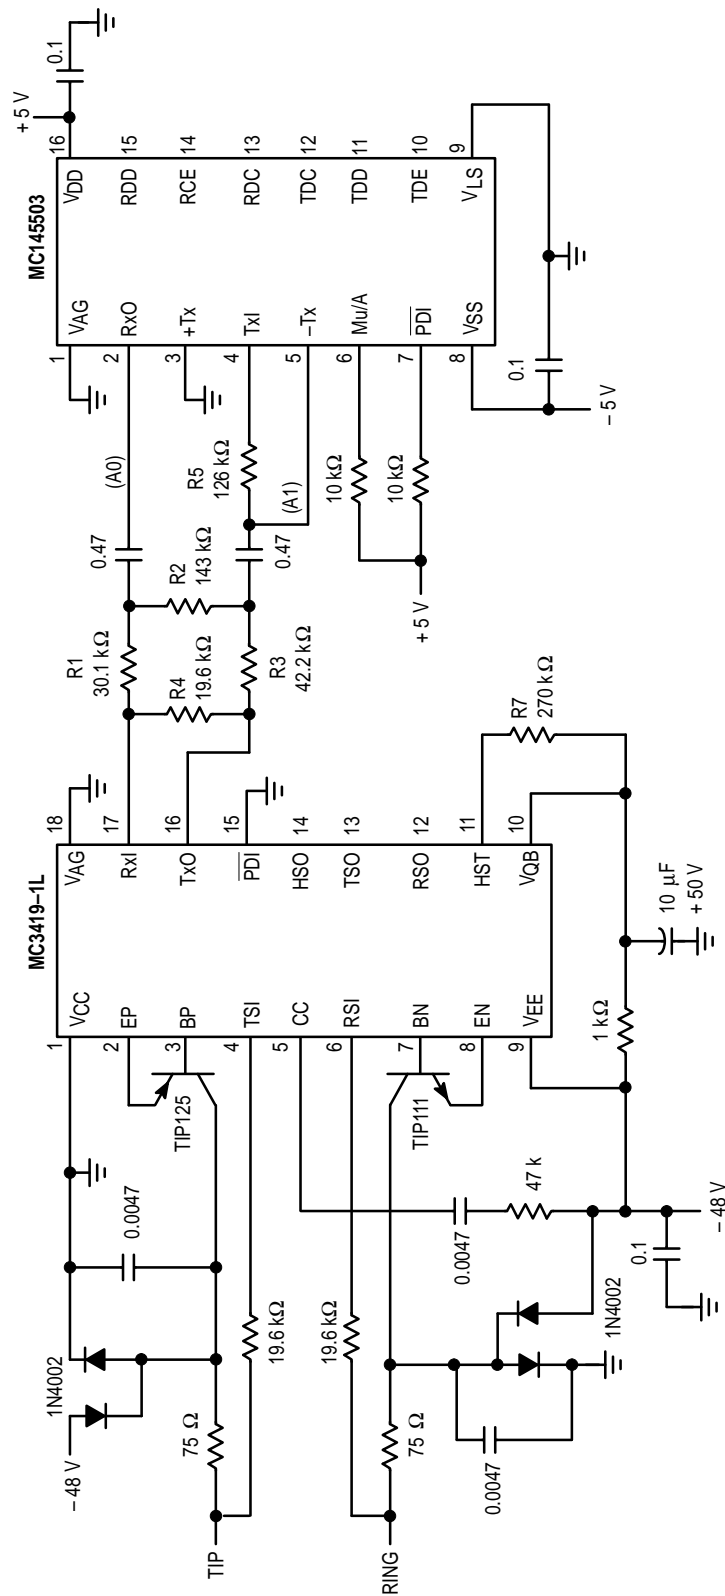 TIP
RING
– 48 V
1N4002
75 Ω
0.0047
19.6 kΩ
TIP125
19.6 kΩ
75 Ω
0.0047
1N4002
TIP111
0.0047
47 k
0.1
– 48 V
1 kΩ
10 μF
+ 50 V
MC3419–1L
1
VCC
2
EP
3
BP
4
TSI
5
CC
6
RSI
7
BN
8
EN
9
VEE
18
VAG
17
RxI
16
TxO
15
PDI
14
HSO
13
TSO
12
RSO
11
HST
10
VQB
R7
270 kΩ
R1
30.1 kΩ
R4
19.6 kΩ
R3
42.2 kΩ
R2
143 kΩ
0.47
0.47
(A0)
R5
126 kΩ
(A1)
10 kΩ
10 kΩ
+ 5 V
MC145503
1
VAG
2
RxO
3
+Tx
4
TxI
5
–Tx
6
Mu/A
7
PDI
8
VSS
16
VDD
15
RDD
14
RCE
13
RDC
12
TDC
11
TDD
10
TDE
9
VLS
+ 5 V
0.1
0.1
– 5 V